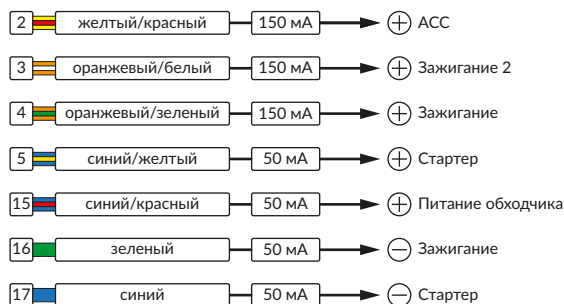 2 желтый/красный 150 мА + АСС
3 оранжевый/белый 150 мА + Зажигание 2
4 оранжевый/зеленый 150 мА + Зажигание
5 синий/желтый 50 мА + Стартер
15 синий/красный 50 мА + Питание обходчика
16 зеленый 50 мА − Зажигание
17 синий 50 мА − Стартер